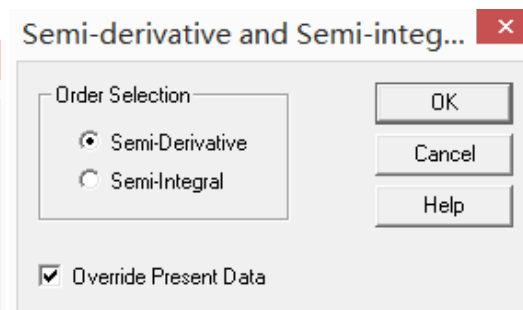 Semi-derivative and Semi-integ...
Order Selection
Semi-Derivative
Semi-Integral
OK
Cancel
Help
Override Present Data